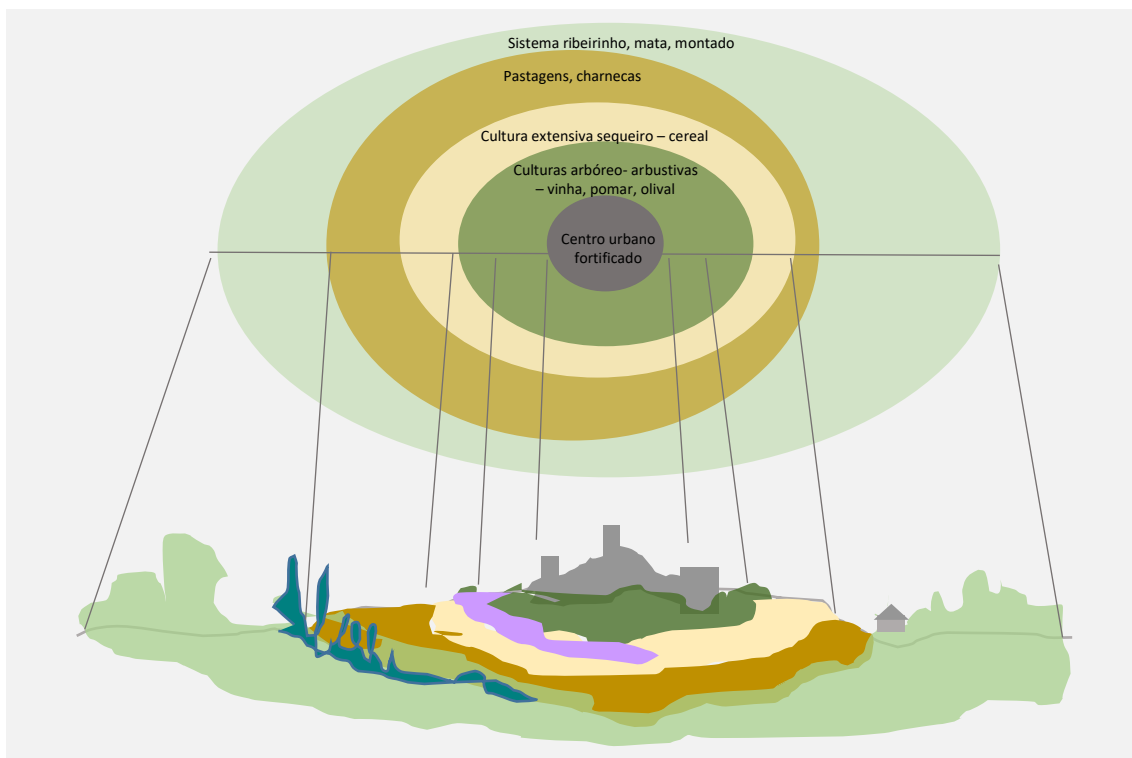 Sistema ribeirinho, mata, montado
Pastagens, charnecas
Cultura extensiva sequeiro – cereal
Culturas arbóreo- arbustivas
– vinha, pomar, olival
Centro urbano
fortificado